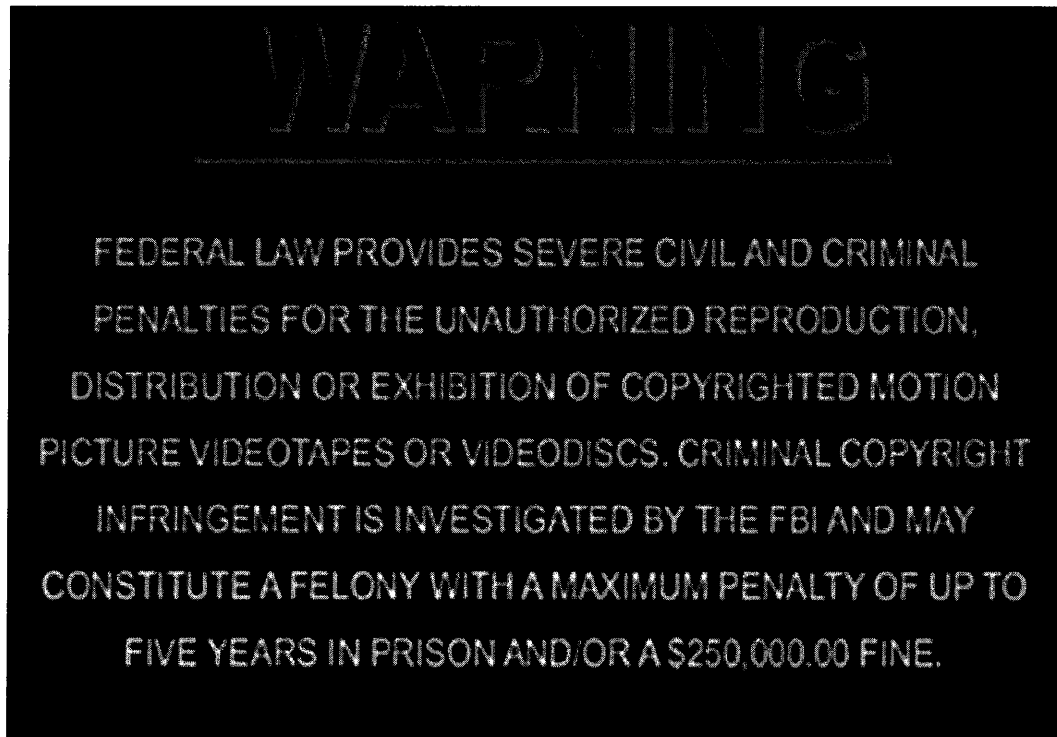 WARNING
FEDERAL LAW PROVIDES SEVERE CIVIL AND CRIMINAL
PENALTIES FOR THE UNAUTHORIZED REPRODUCTION,
DISTRIBUTION OR EXHIBITION OF COPYRIGHTED MOTION
PICTURE VIDEOTAPES OR VIDEODISCS. CRIMINAL COPYRIGHT
INFRINGEMENT IS INVESTIGATED BY THE FBI AND MAY
CONSTITUTE A FELONY WITH A MAXIMUM PENALTY OF UP TO
FIVE YEARS IN PRISON AND/OR A $250,000.00 FINE.